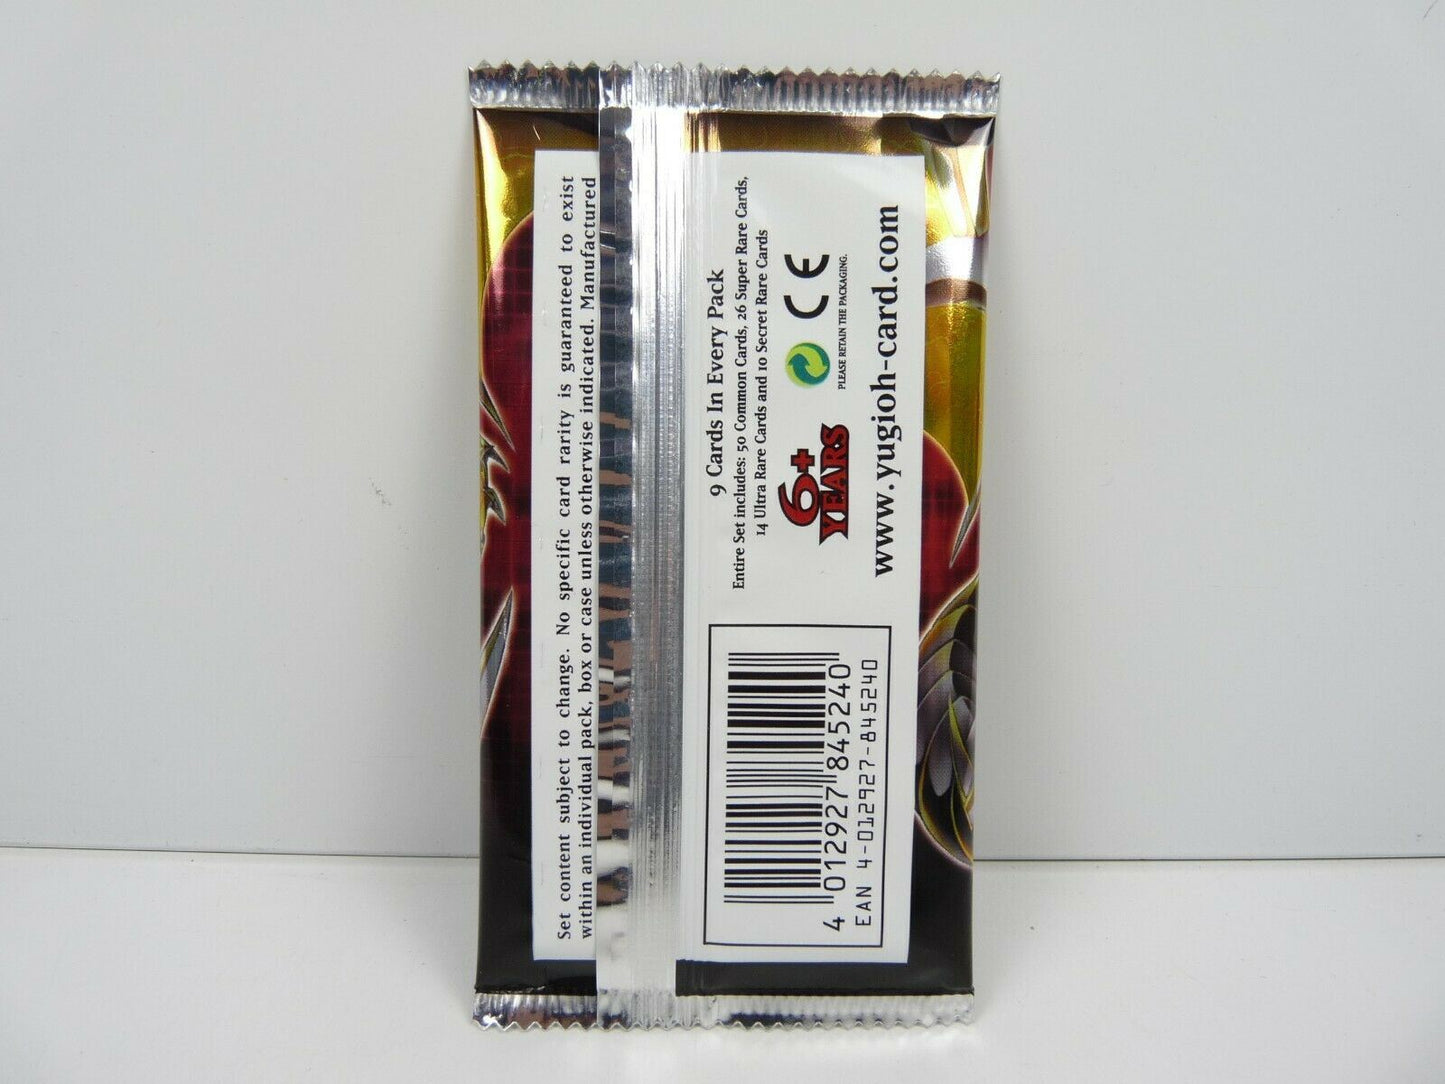 Set content subject to change. No specific card rarity is guaranteed to exist
within an individual pack, box or case unless otherwise indicated. Manufactured
9 Cards In Every Pack
Entire Set includes: 50 Common Cards, 26 Super Rare Cards,
14 Ultra Rare Cards and 10 Secret Rare Cards
6+
YEARS
CE
PLEASE RETAIN THE PACKAGING.
www.yugioh-card.com
4 012927 845240
EAN 4-012927-845240